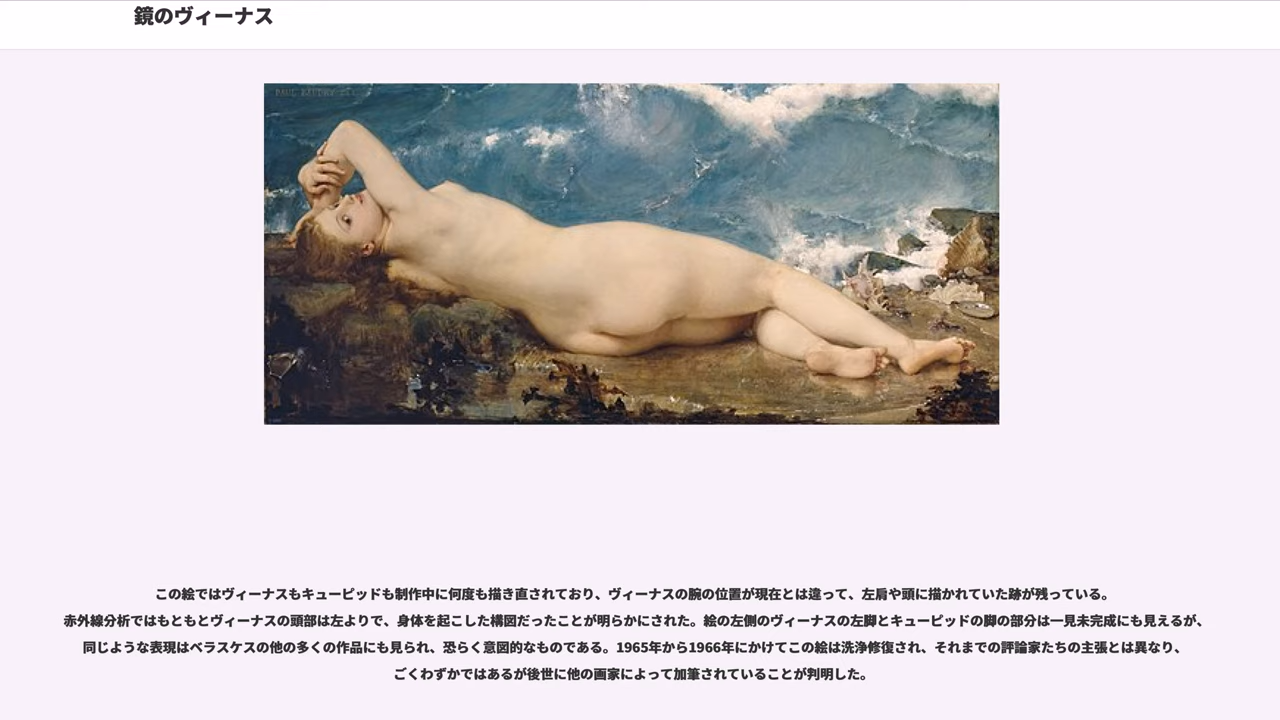 鏡のヴィーナス
PAUL BAUDRY
この絵ではヴィーナスもキューピッドも制作中に何度も描き直されており、ヴィーナスの腕の位置が現在とは違って、左肩や頭に描かれていた跡が残っている。
赤外線分析ではもともとヴィーナスの頭部は左よりで、身体を起こした構図だったことが明らかにされた。絵の左側のヴィーナスの左脚とキューピッドの脚の部分は一見未完成にも見えるが、
同じような表現はベラスケスの他の多くの作品にも見られ、恐らく意図的なものである。1965年から1966年にかけてこの絵は洗浄修復され、それまでの評論家たちの主張とは異なり、
ごくわずかではあるが後世に他の画家によって加筆されていることが判明した。